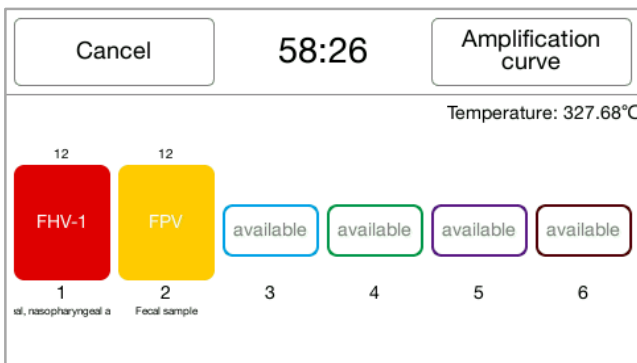 Cancel
58:26
Amplification
curve
Temperature: 327.68°C
12
12
FHV-1
FPV
available
available
available
available
1
2
3
4
5
6
al, nasopharyngeal a
Fecal sample